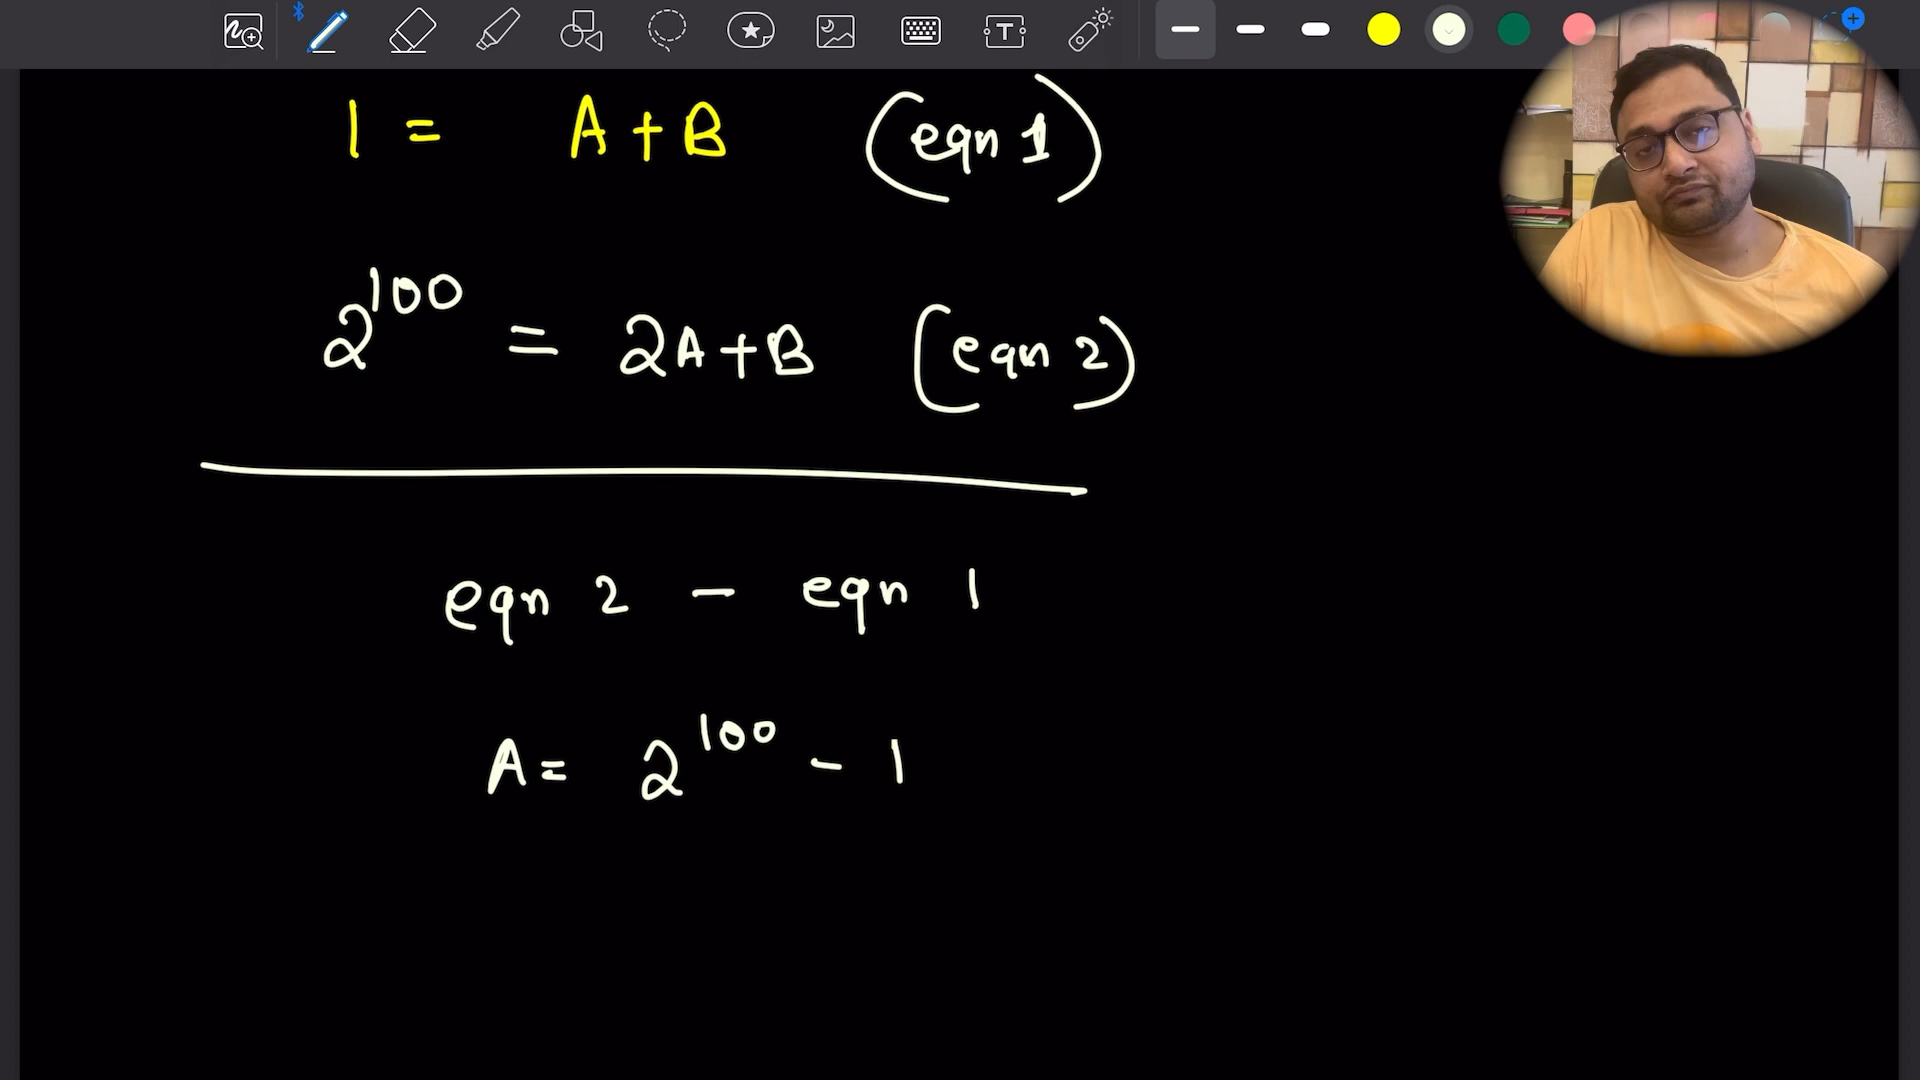 1 = A + B (eqn 1)
2^100 = 2A + B (eqn 2)
eqn 2 - eqn 1
A = 2^100 - 1